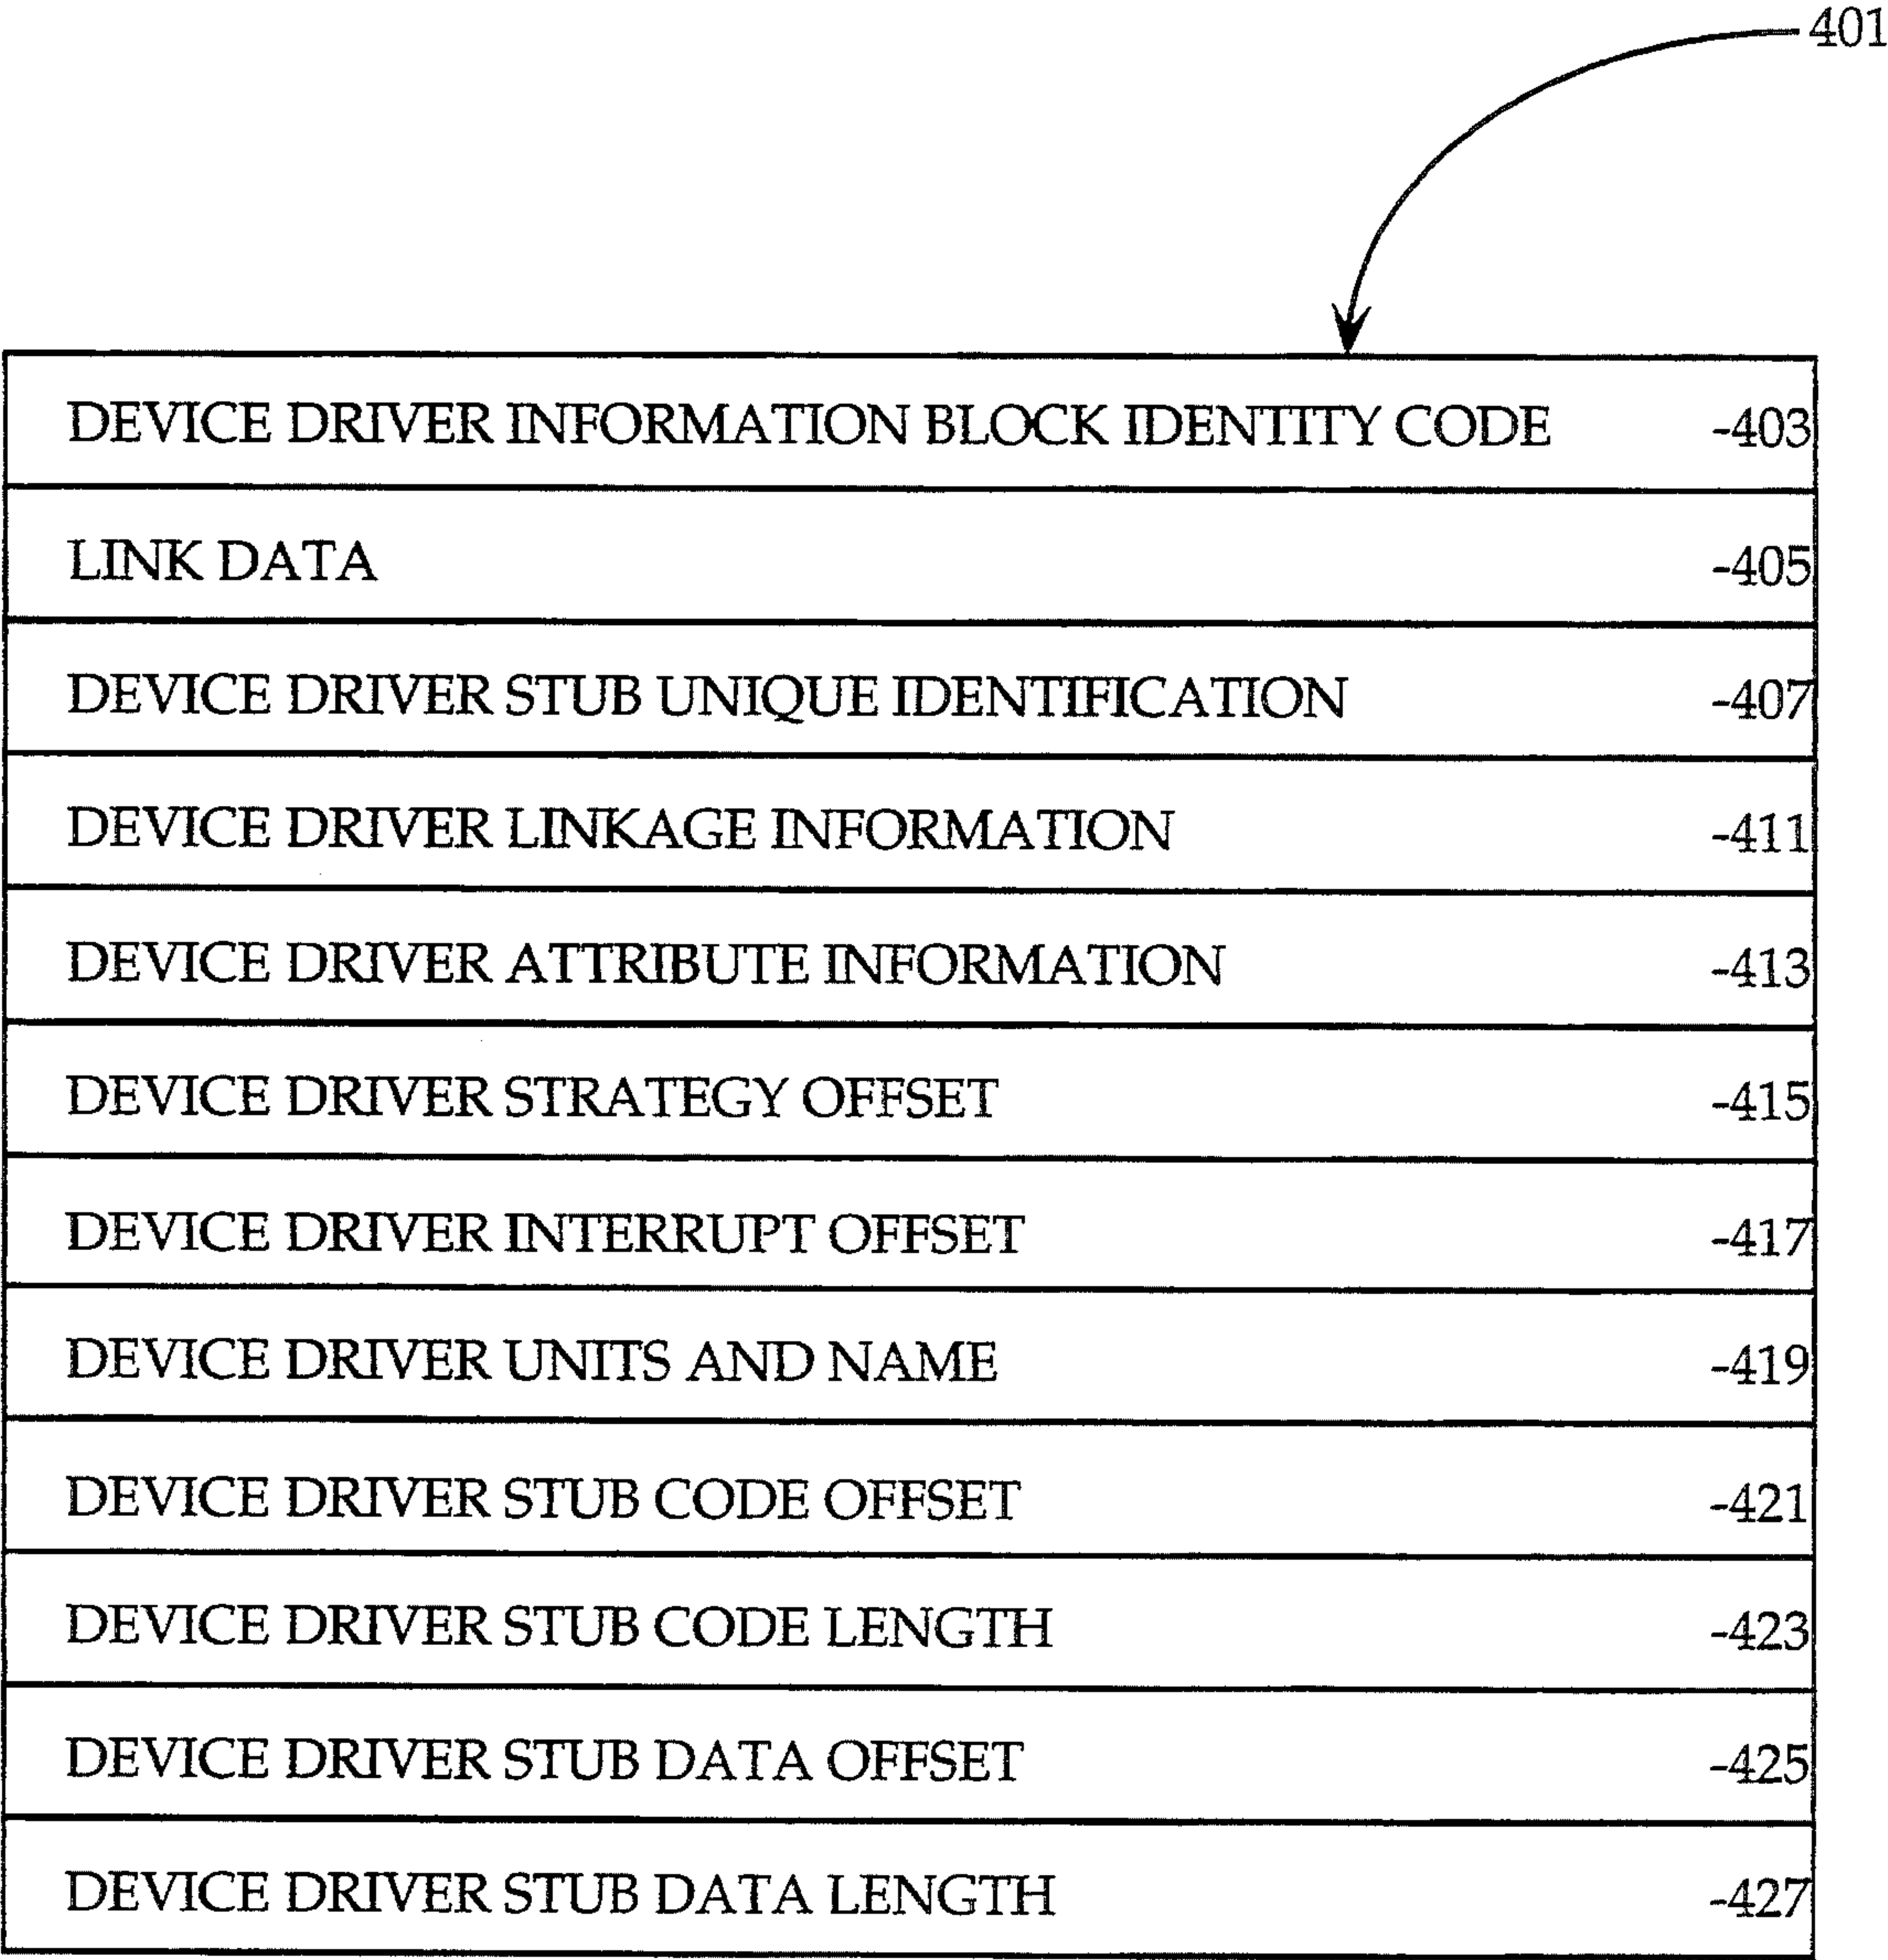 401
DEVICE DRIVER INFORMATION BLOCK IDENTITY CODE -403
LINK DATA -405
DEVICE DRIVER STUB UNIQUE IDENTIFICATION -407
DEVICE DRIVER LINKAGE INFORMATION -411
DEVICE DRIVER ATTRIBUTE INFORMATION -413
DEVICE DRIVER STRATEGY OFFSET -415
DEVICE DRIVER INTERRUPT OFFSET -417
DEVICE DRIVER UNITS AND NAME -419
DEVICE DRIVER STUB CODE OFFSET -421
DEVICE DRIVER STUB CODE LENGTH -423
DEVICE DRIVER STUB DATA OFFSET -425
DEVICE DRIVER STUB DATA LENGTH -427